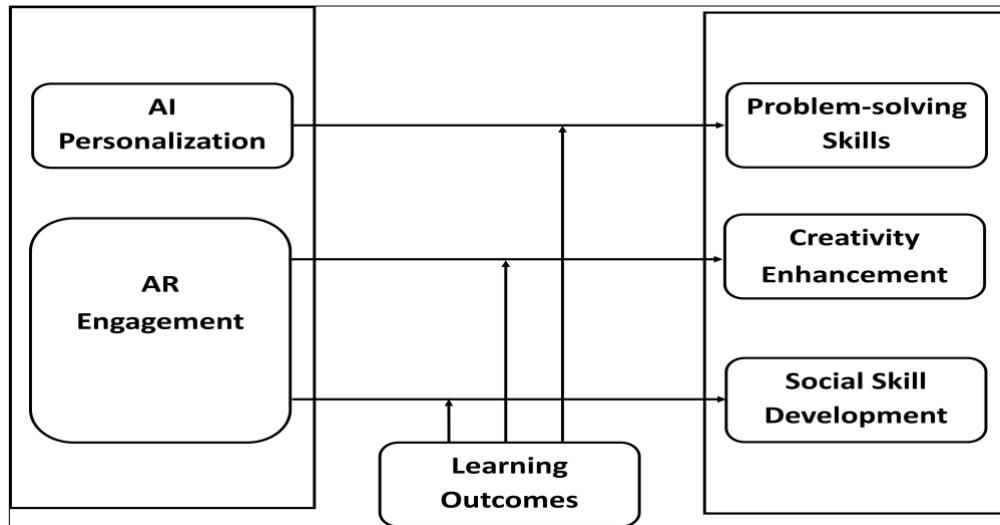 AI
Personalization
AR
Engagement
Problem-solving
Skills
Creativity
Enhancement
Social Skill
Development
Learning
Outcomes